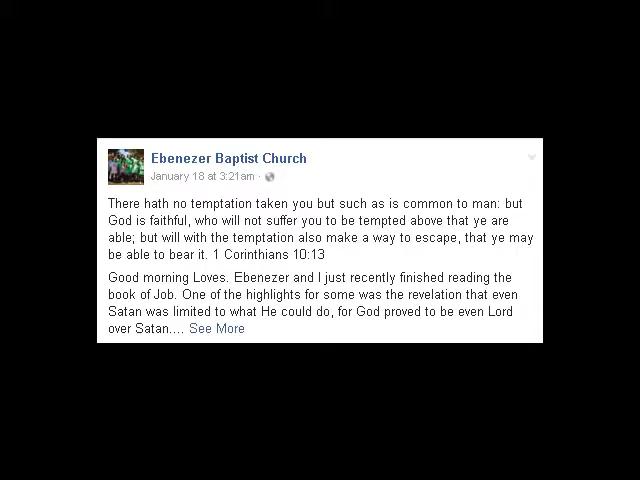 Ebenezer Baptist Church
January 18 at 3:21am ·
There hath no temptation taken you but such as is common to man: but
God is faithful, who will not suffer you to be tempted above that ye are
able; but will with the temptation also make a way to escape, that ye may
be able to bear it. 1 Corinthians 10:13
Good morning Loves. Ebenezer and I just recently finished reading the
book of Job. One of the highlights for some was the revelation that even
Satan was limited to what He could do, for God proved to be even Lord
over Satan.... See More